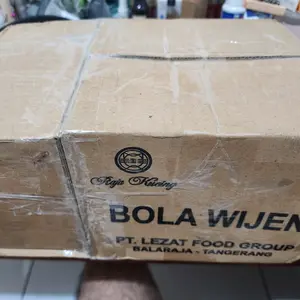 Raja Kucing
BOLA WIJEN
PT. LEZAT FOOD GROUP
BALARAJA - TANGERANG